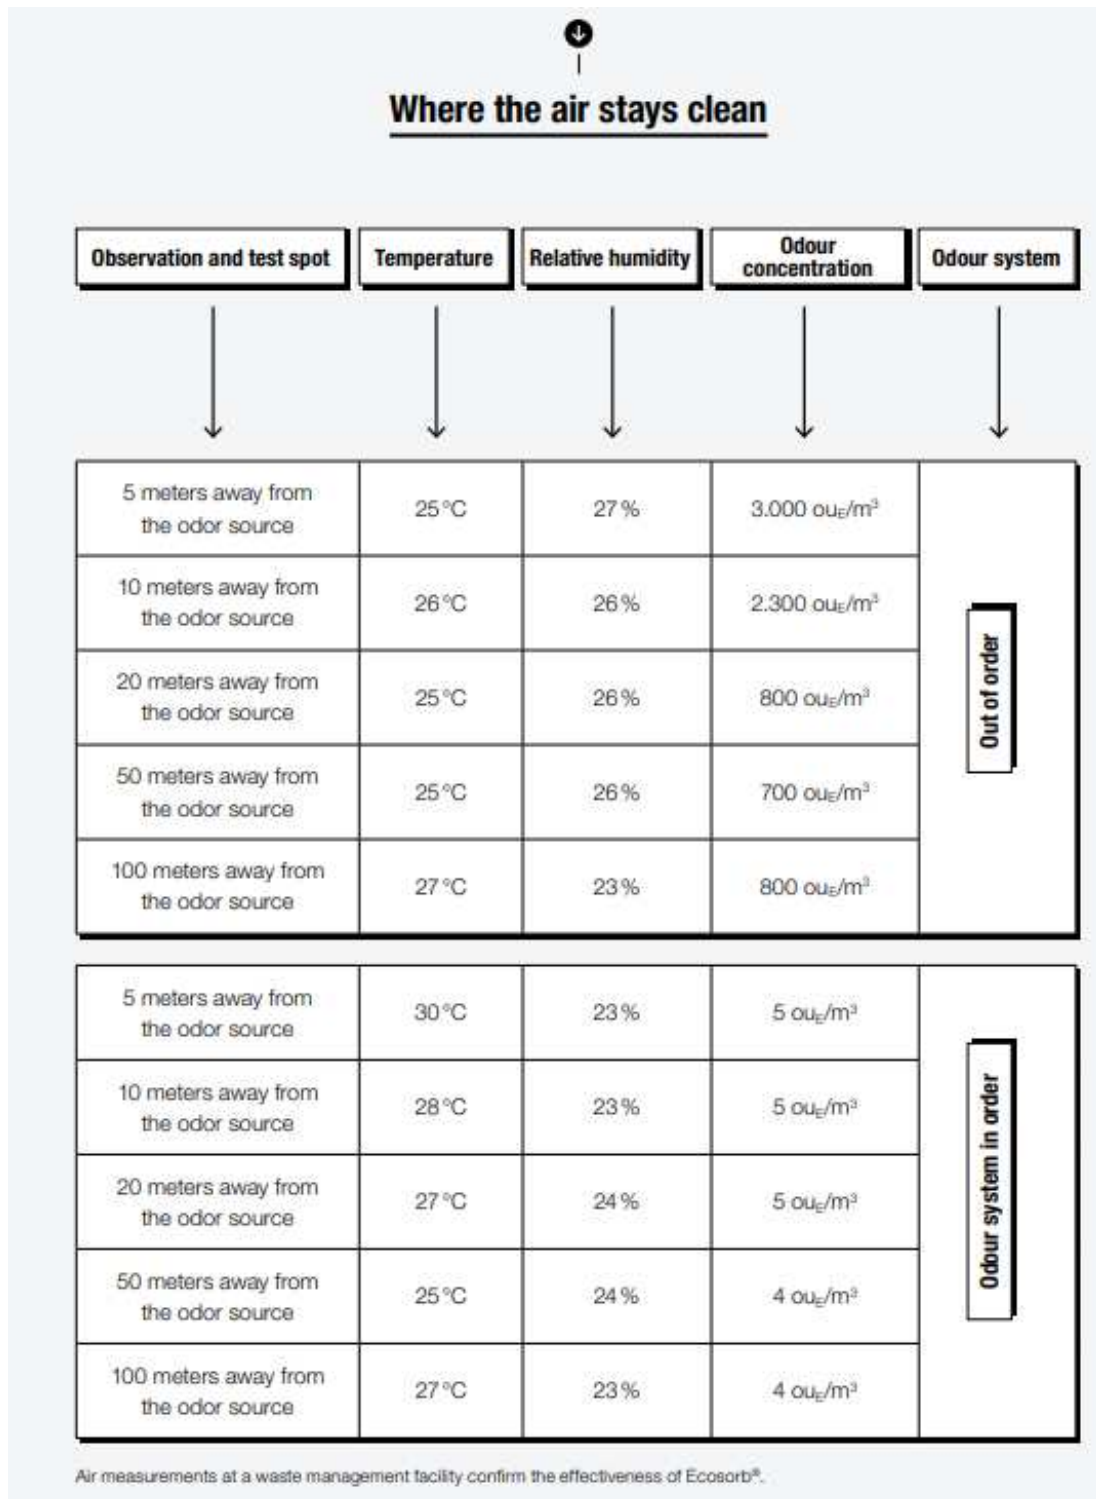 Where the air stays clean
Observation and test spot
Temperature
Relative humidity
Odour
concentration
Odour system
5 meters away from
the odor source
25 °C
27 %
3.000 ouE/m³
10 meters away from
the odor source
26 °C
26 %
2.300 ouE/m³
20 meters away from
the odor source
25 °C
26 %
800 ouE/m³
50 meters away from
the odor source
25 °C
26 %
700 ouE/m³
100 meters away from
the odor source
27 °C
23 %
800 ouE/m³
Out of order
5 meters away from
the odor source
30 °C
23 %
5 ouE/m³
10 meters away from
the odor source
28 °C
23 %
5 ouE/m³
20 meters away from
the odor source
27 °C
24 %
5 ouE/m³
50 meters away from
the odor source
25 °C
24 %
4 ouE/m³
100 meters away from
the odor source
27 °C
23 %
4 ouE/m³
Odour system in order
Air measurements at a waste management facility confirm the effectiveness of Ecosorb®.